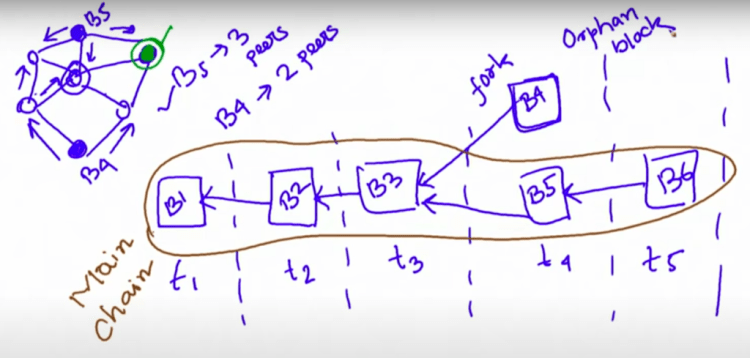 B5
B5 → 3 peers
B4 → 2 peers
B4
fork
Orphan block
B4
B1
B2
B3
B5
B6
Main Chain
t1
t2
t3
t4
t5